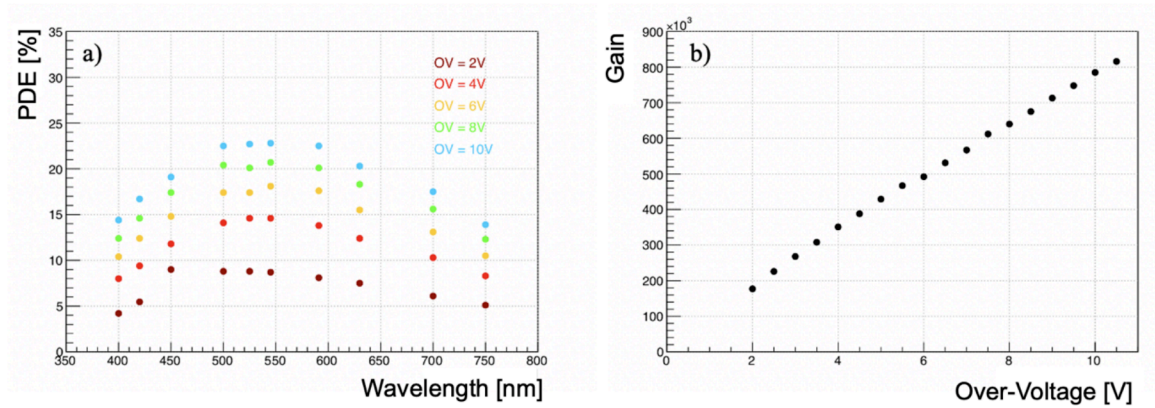 PDE [%]
a)
35
30
25
20
15
10
5
0
OV = 2V
OV = 4V
OV = 6V
OV = 8V
OV = 10V
350 400 450 500 550 600 650 700 750 800
Wavelength [nm]
Gain
b)
900 ×10³
800
700
600
500
400
300
200
100
0
0 2 4 6 8 10
Over-Voltage [V]